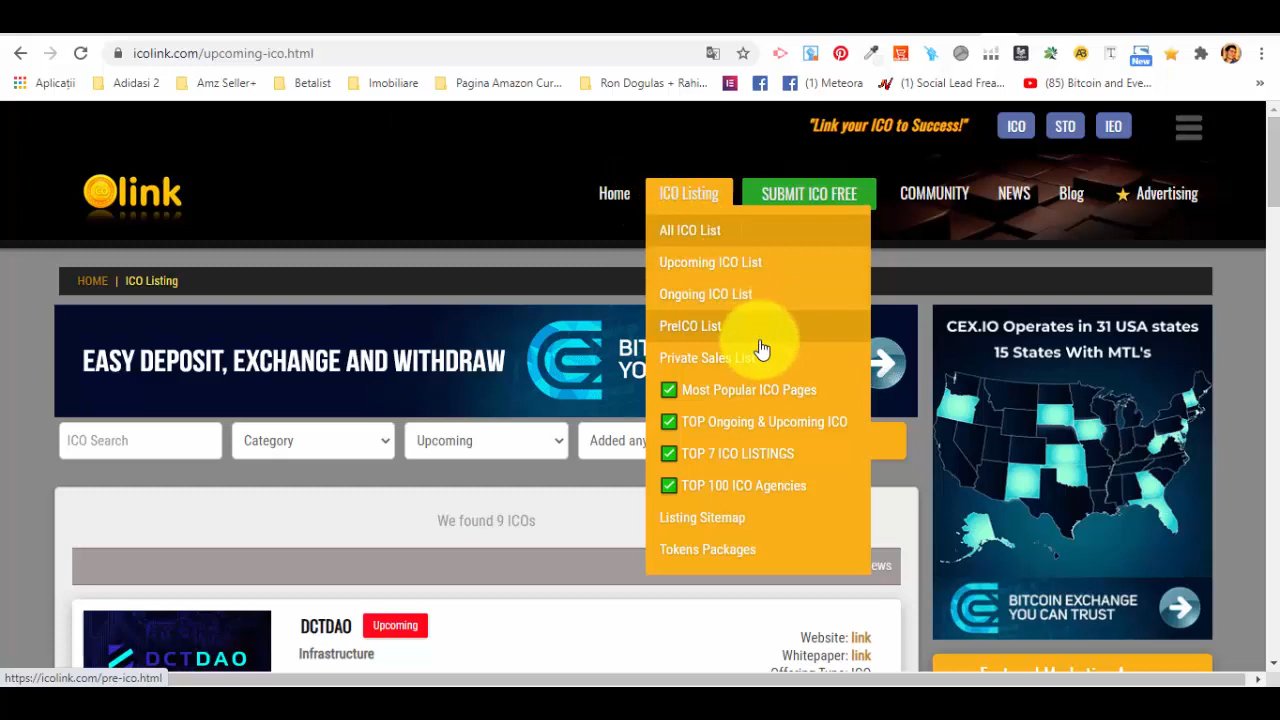 icolink.com/upcoming-ico.html
New
Aplicații
Adidasi 2
Amz Seller+
Betalist
Imobiliare
Pagina Amazon Cur...
Ron Dogulas + Rahi...
(1) Meteora
(1) Social Lead Frea...
(85) Bitcoin and Eve...
"Link your ICO to Success!"
ICO
STO
IEO
link
Home
ICO Listing
SUBMIT ICO FREE
COMMUNITY
NEWS
Blog
Advertising
All ICO List
Upcoming ICO List
Ongoing ICO List
PreICO List
Private Sales List
Most Popular ICO Pages
TOP Ongoing & Upcoming ICO
TOP 7 ICO LISTINGS
TOP 100 ICO Agencies
Listing Sitemap
Tokens Packages
HOME | ICO Listing
EASY DEPOSIT, EXCHANGE AND WITHDRAW
ICO Search
Category
Upcoming
Added any
We found 9 ICOs
DCTDAO
DCTDAO
Upcoming
Infrastructure
Website: link
Whitepaper: link
Offering Type: ICO
CEX.IO Operates in 31 USA states
15 States With MTL's
BITCOIN EXCHANGE
YOU CAN TRUST
https://icolink.com/pre-ico.html